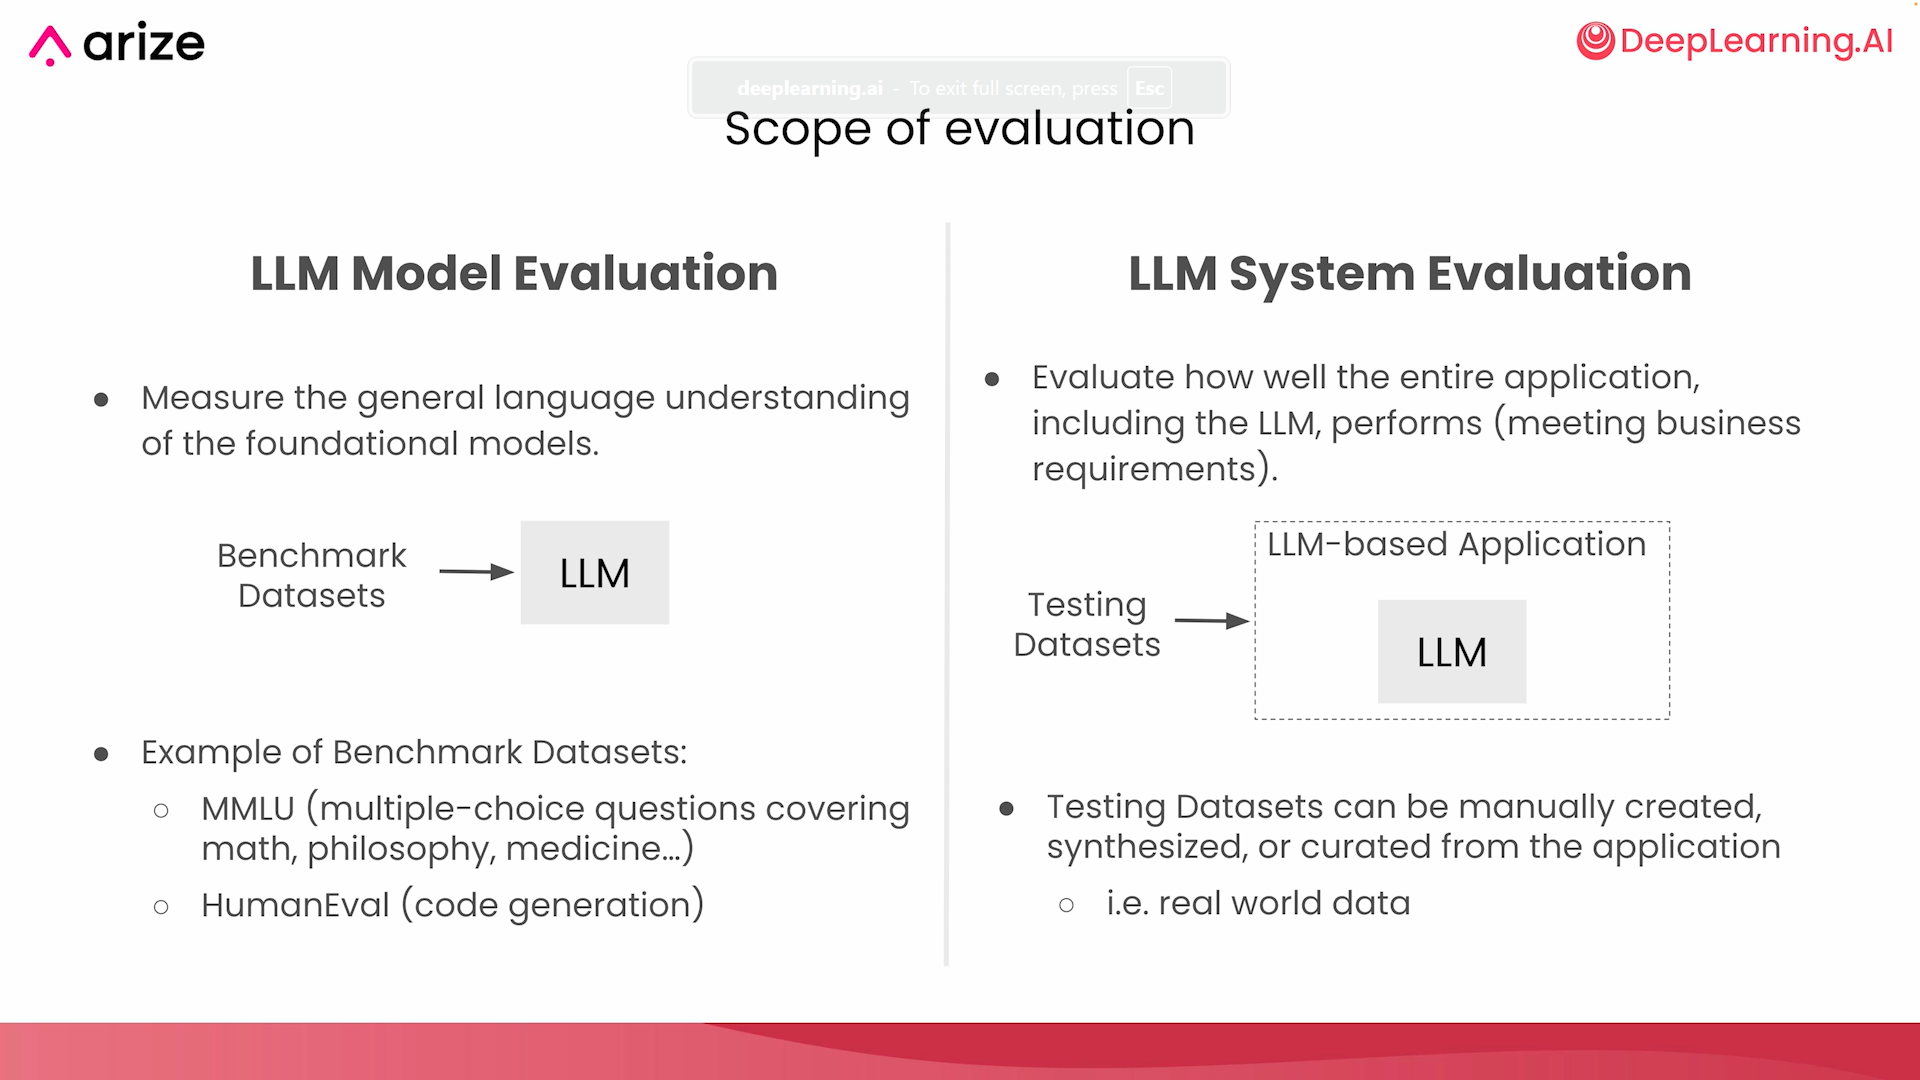 arize
DeepLearning.AI
deeplearning.ai - To exit full screen, press Esc
Scope of evaluation
LLM Model Evaluation
● Measure the general language understanding
of the foundational models.
Benchmark
Datasets
LLM
● Example of Benchmark Datasets:
○ MMLU (multiple-choice questions covering
math, philosophy, medicine...)
○ HumanEval (code generation)
LLM System Evaluation
● Evaluate how well the entire application,
including the LLM, performs (meeting business
requirements).
LLM-based Application
Testing
Datasets
LLM
● Testing Datasets can be manually created,
synthesized, or curated from the application
○ i.e. real world data